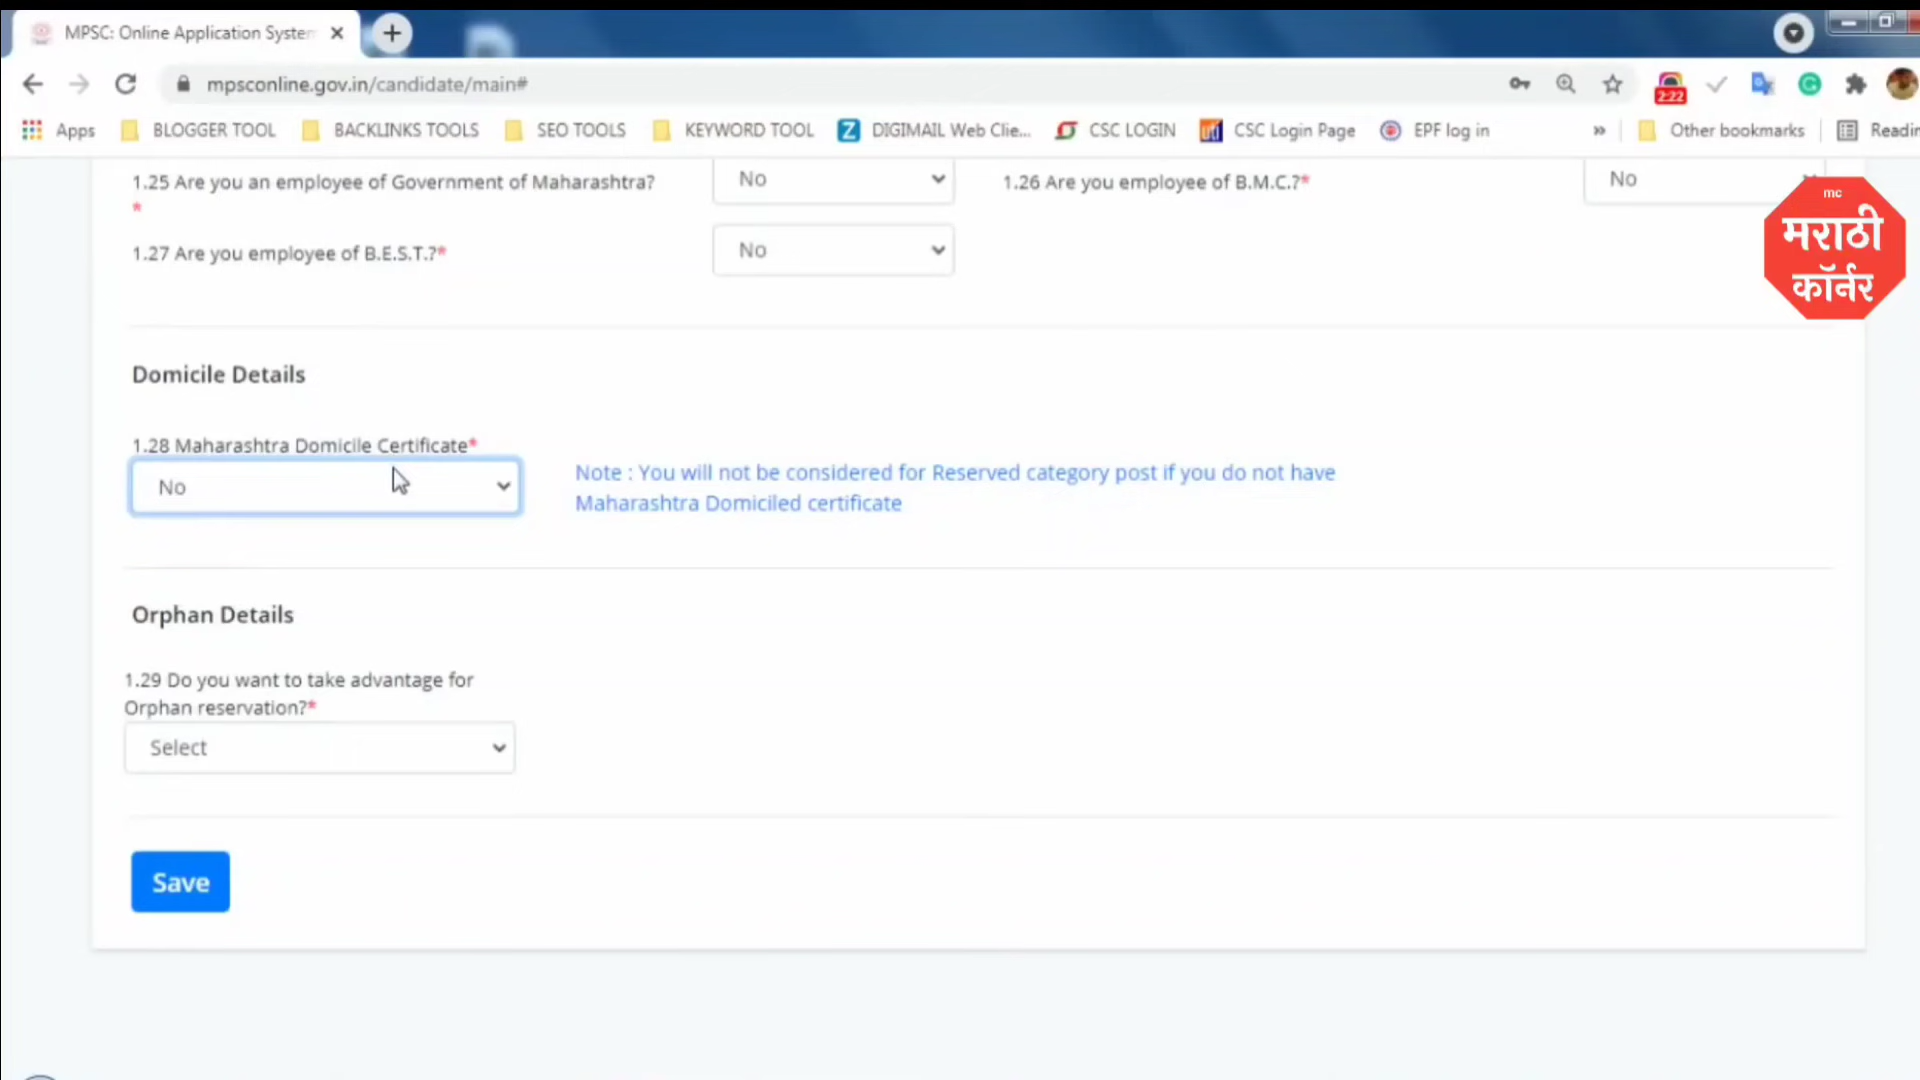 MPSC: Online Application System
mpsconline.gov.in/candidate/main#
2:22
Apps BLOGGER TOOL BACKLINKS TOOLS SEO TOOLS KEYWORD TOOL DIGIMAIL Web Clie... CSC LOGIN CSC Login Page EPF log in » Other bookmarks Readin
1.25 Are you an employee of Government of Maharashtra? No 1.26 Are you employee of B.M.C.?* No
*
mc
मराठी
कॉर्नर
1.27 Are you employee of B.E.S.T.?* No
Domicile Details
1.28 Maharashtra Domicile Certificate*
No
Note : You will not be considered for Reserved category post if you do not have
Maharashtra Domiciled certificate
Orphan Details
1.29 Do you want to take advantage for
Orphan reservation?*
Select
Save